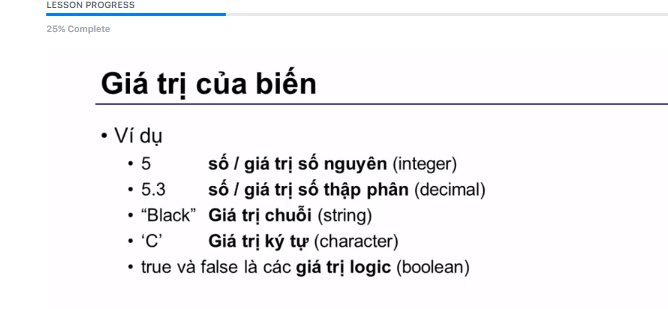 LESSON PROGRESS
25% Complete
Giá trị của biến
• Ví dụ
• 5 số / giá trị số nguyên (integer)
• 5.3 số / giá trị số thập phân (decimal)
• “Black” Giá trị chuỗi (string)
• ‘C’ Giá trị ký tự (character)
• true và false là các giá trị logic (boolean)